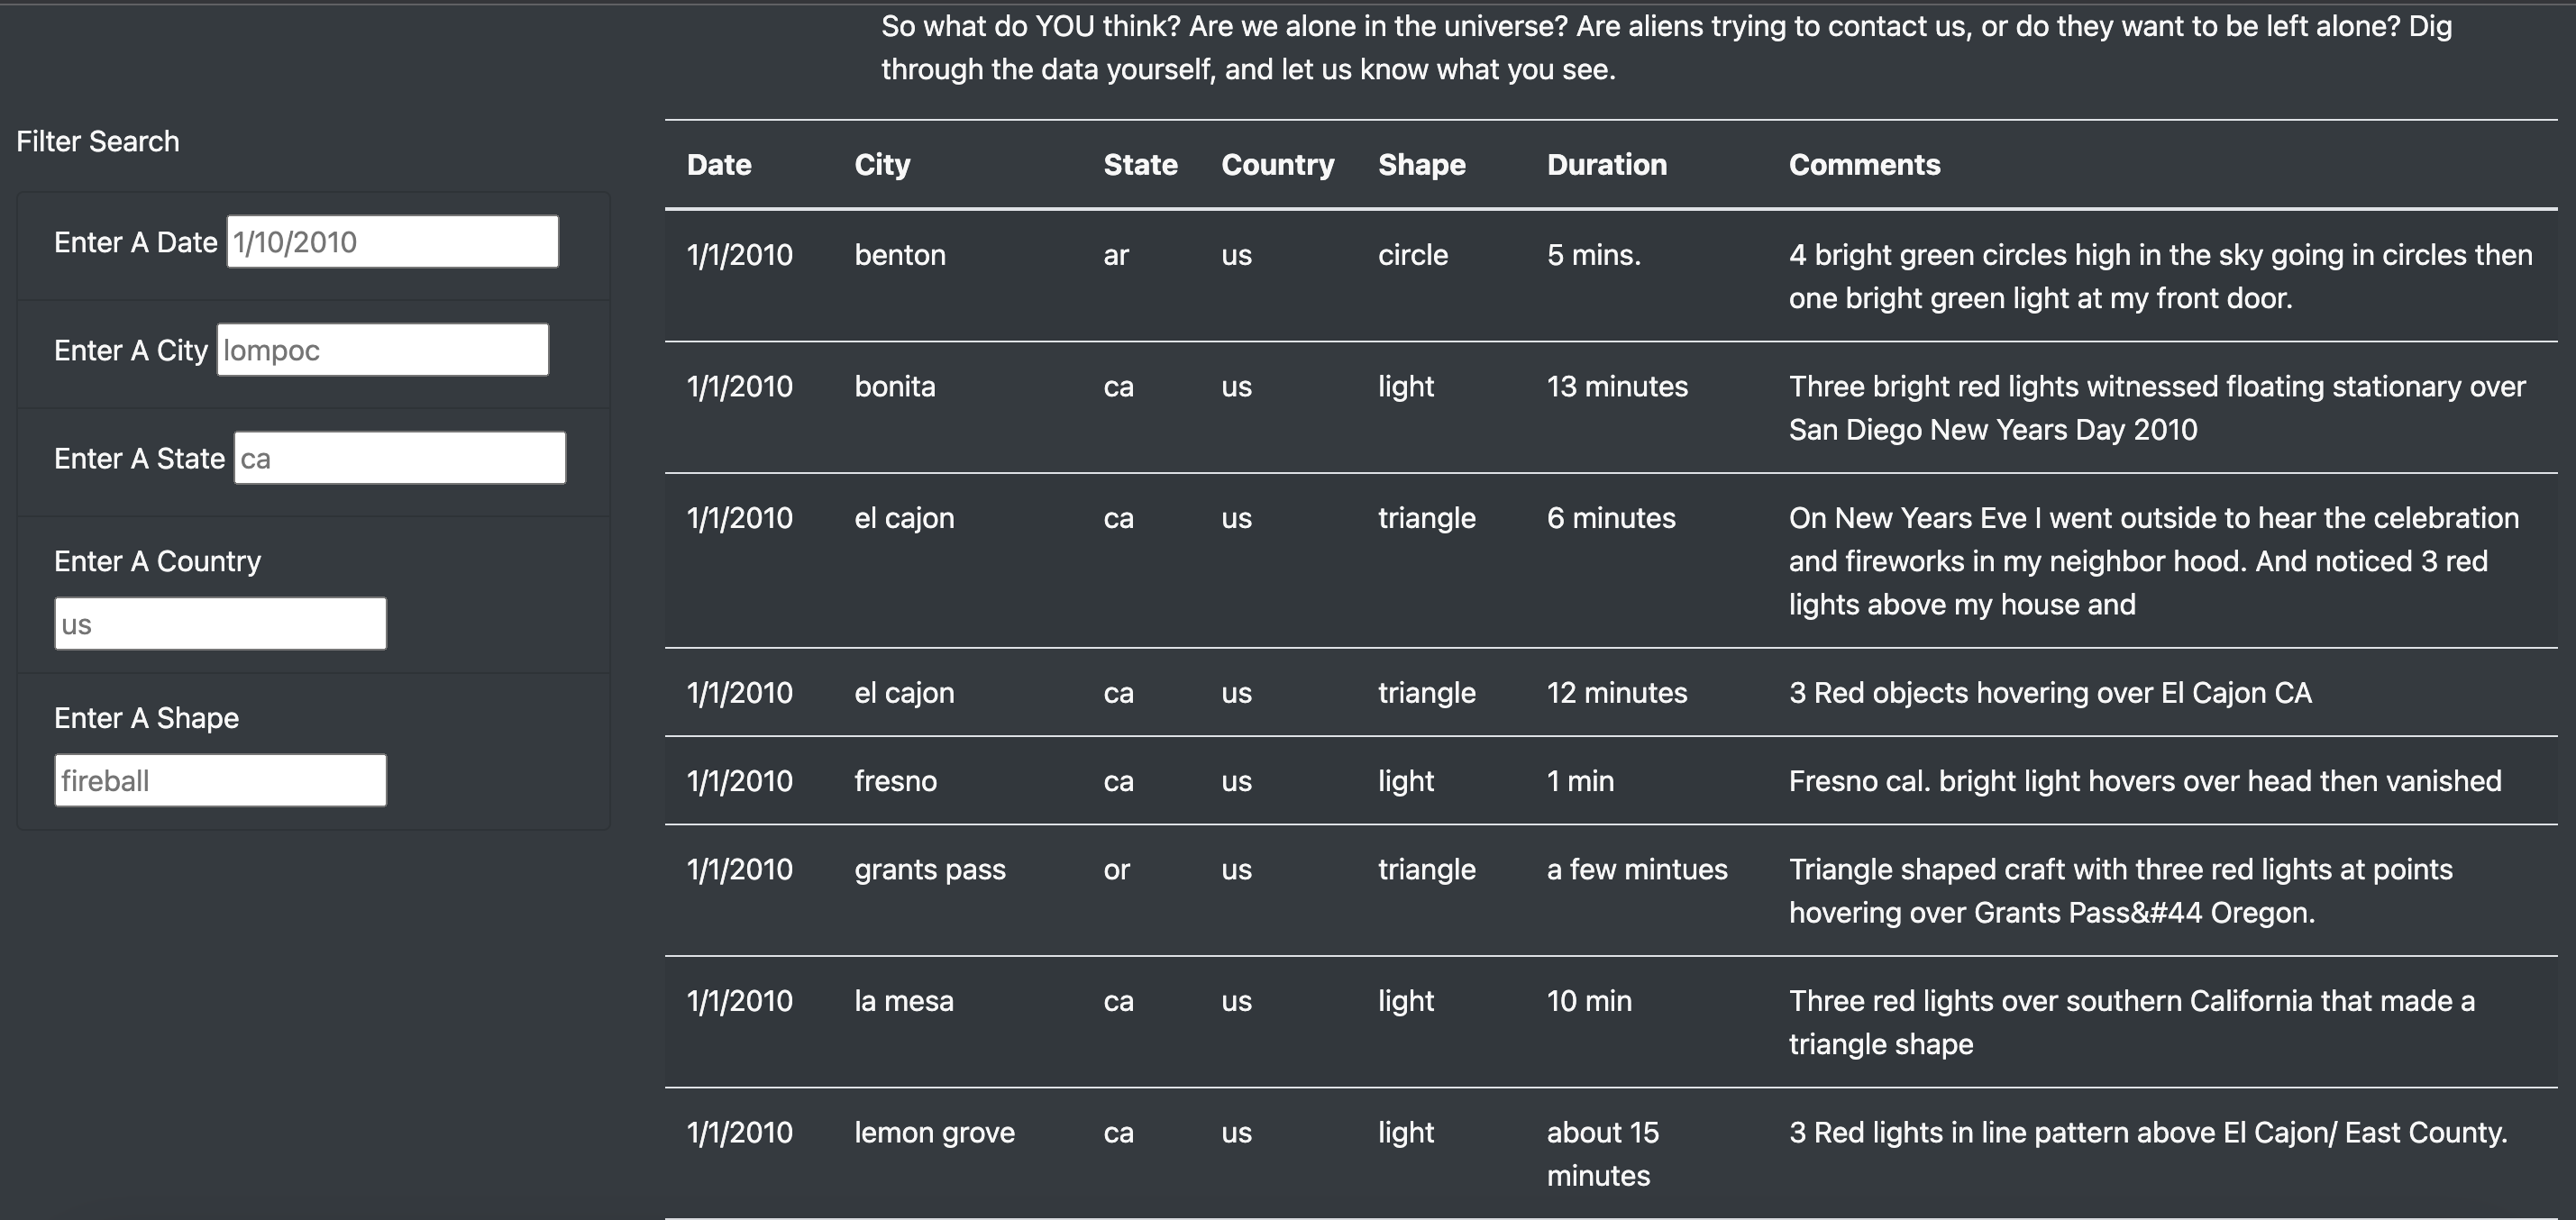 So what do YOU think? Are we alone in the universe? Are aliens trying to contact us, or do they want to be left alone? Dig
through the data yourself, and let us know what you see.
Filter Search
Enter A Date 1/10/2010
Enter A City lompoc
Enter A State ca
Enter A Country
us
Enter A Shape
fireball
Date City State Country Shape Duration Comments
1/1/2010 benton ar us circle 5 mins. 4 bright green circles high in the sky going in circles then
one bright green light at my front door.
1/1/2010 bonita ca us light 13 minutes Three bright red lights witnessed floating stationary over
San Diego New Years Day 2010
1/1/2010 el cajon ca us triangle 6 minutes On New Years Eve I went outside to hear the celebration
and fireworks in my neighbor hood. And noticed 3 red
lights above my house and
1/1/2010 el cajon ca us triangle 12 minutes 3 Red objects hovering over El Cajon CA
1/1/2010 fresno ca us light 1 min Fresno cal. bright light hovers over head then vanished
1/1/2010 grants pass or us triangle a few mintues Triangle shaped craft with three red lights at points
hovering over Grants Pass&#44 Oregon.
1/1/2010 la mesa ca us light 10 min Three red lights over southern California that made a
triangle shape
1/1/2010 lemon grove ca us light about 15 3 Red lights in line pattern above El Cajon/ East County.
minutes